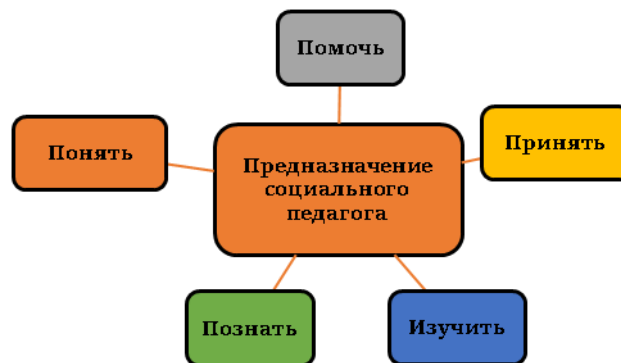 Помочь
Понять
Принять
Предназначение
социального
педагога
Познать
Изучить